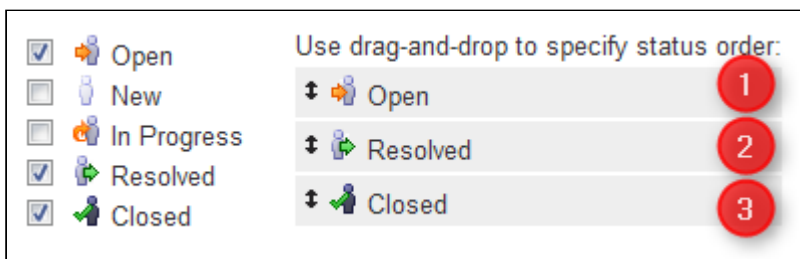 Open
New
In Progress
Resolved
Closed
Use drag-and-drop to specify status order:
Open 1
Resolved 2
Closed 3